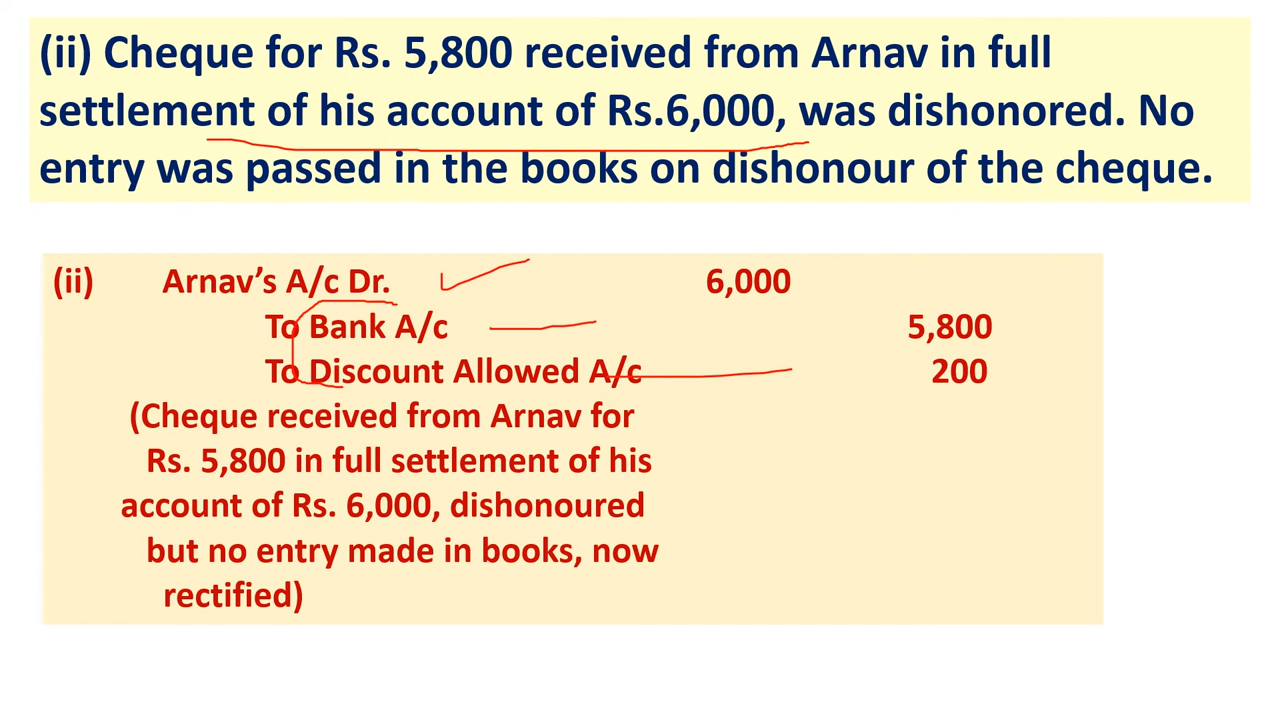 (ii) Cheque for Rs. 5,800 received from Arnav in full
settlement of his account of Rs.6,000, was dishonored. No
entry was passed in the books on dishonour of the cheque.
(ii) Arnav’s A/c Dr. 6,000
To Bank A/c 5,800
To Discount Allowed A/c 200
(Cheque received from Arnav for
Rs. 5,800 in full settlement of his
account of Rs. 6,000, dishonoured
but no entry made in books, now
rectified)